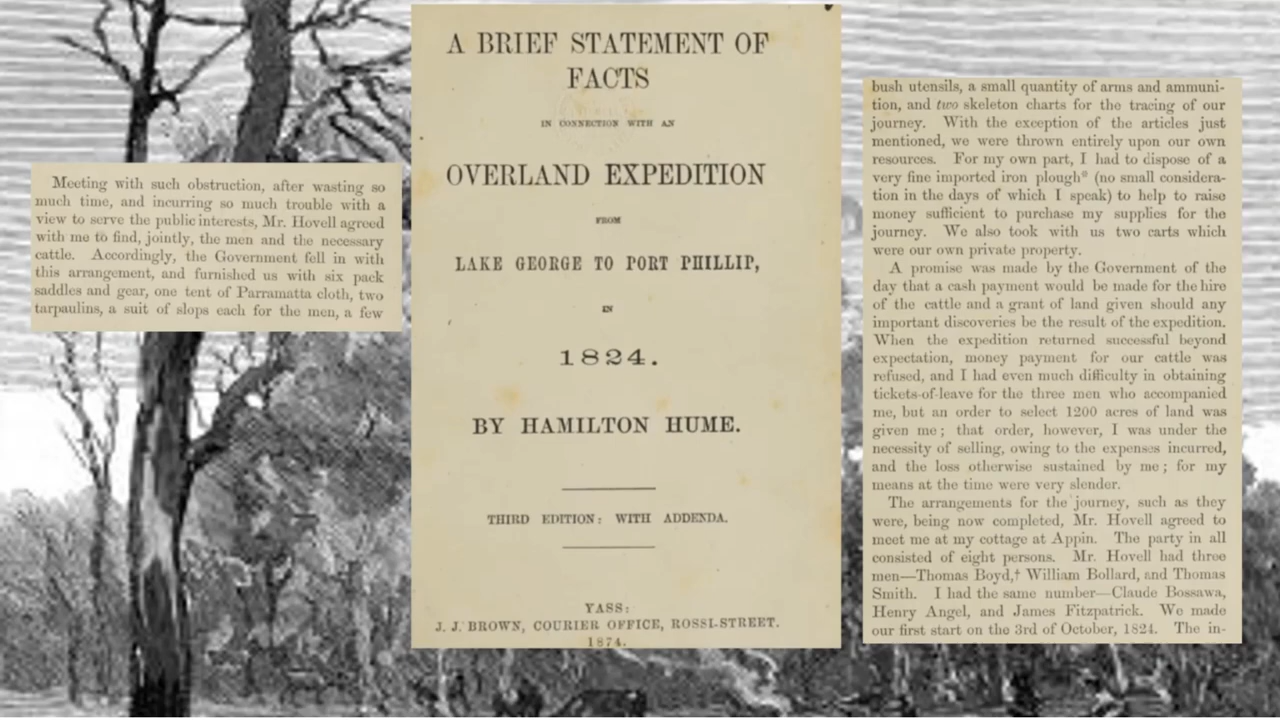 Meeting with such obstruction, after wasting so
much time, and incurring so much trouble with a
view to serve the public interests, Mr. Hovell agreed
with me to find, jointly, the men and the necessary
cattle. Accordingly, the Government fell in with
this arrangement, and furnished us with six pack
saddles and gear, one tent of Parramatta cloth, two
tarpaulins, a suit of slops each for the men, a few
A BRIEF STATEMENT OF
FACTS
IN CONNECTION WITH AN
OVERLAND EXPEDITION
FROM
LAKE GEORGE TO PORT PHILLIP,
IN
1824.
BY HAMILTON HUME.
THIRD EDITION: WITH ADDENDA.
YASS:
J. J. BROWN, COURIER OFFICE, ROSSI-STREET.
1874.
bush utensils, a small quantity of arms and ammuni-
tion, and two skeleton charts for the tracing of our
journey. With the exception of the articles just
mentioned, we were thrown entirely upon our own
resources. For my own part, I had to dispose of a
very fine imported iron plough* (no small considera-
tion in the days of which I speak) to help to raise
money sufficient to purchase my supplies for the
journey. We also took with us two carts which
were our own private property.
A promise was made by the Government of the
day that a cash payment would be made for the hire
of the cattle and a grant of land given should any
important discoveries be the result of the expedition.
When the expedition returned successful beyond
expectation, money payment for our cattle was
refused, and I had even much difficulty in obtaining
tickets-of-leave for the three men who accompanied
me, but an order to select 1200 acres of land was
given me; that order, however, I was under the
necessity of selling, owing to the expenses incurred,
and the loss otherwise sustained by me; for my
means at the time were very slender.
The arrangements for the journey, such as they
were, being now completed, Mr. Hovell agreed to
meet me at my cottage at Appin. The party in all
consisted of eight persons. Mr. Hovell had three
men—Thomas Boyd,† William Bollard, and Thomas
Smith. I had the same number—Claude Bossawa,
Henry Angel, and James Fitzpatrick. We made
our first start on the 3rd of October, 1824. The in-